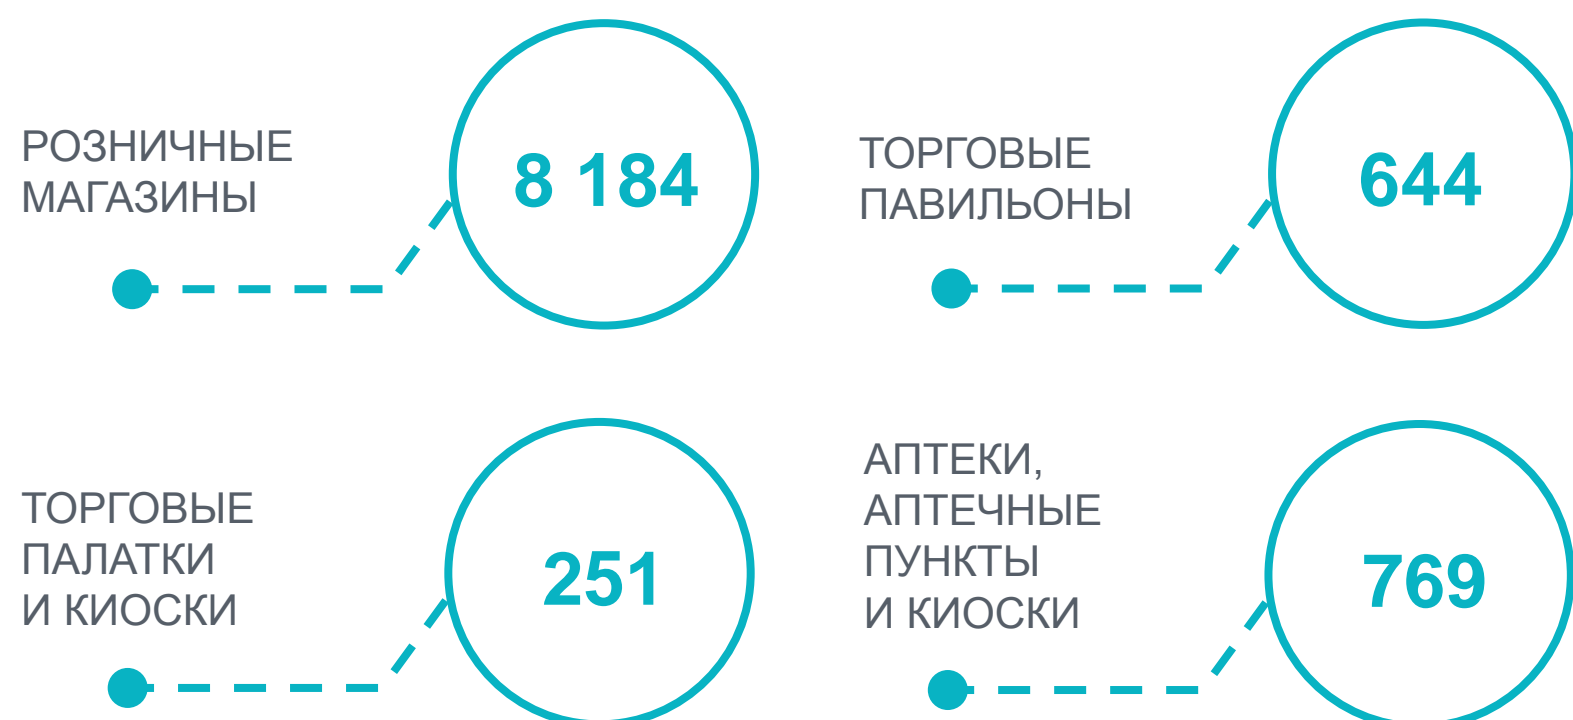 РОЗНИЧНЫЕ
МАГАЗИНЫ
8 184
ТОРГОВЫЕ
ПАВИЛЬОНЫ
644
ТОРГОВЫЕ
ПАЛАТКИ
И КИОСКИ
251
АПТЕКИ,
АПТЕЧНЫЕ
ПУНКТЫ
И КИОСКИ
769